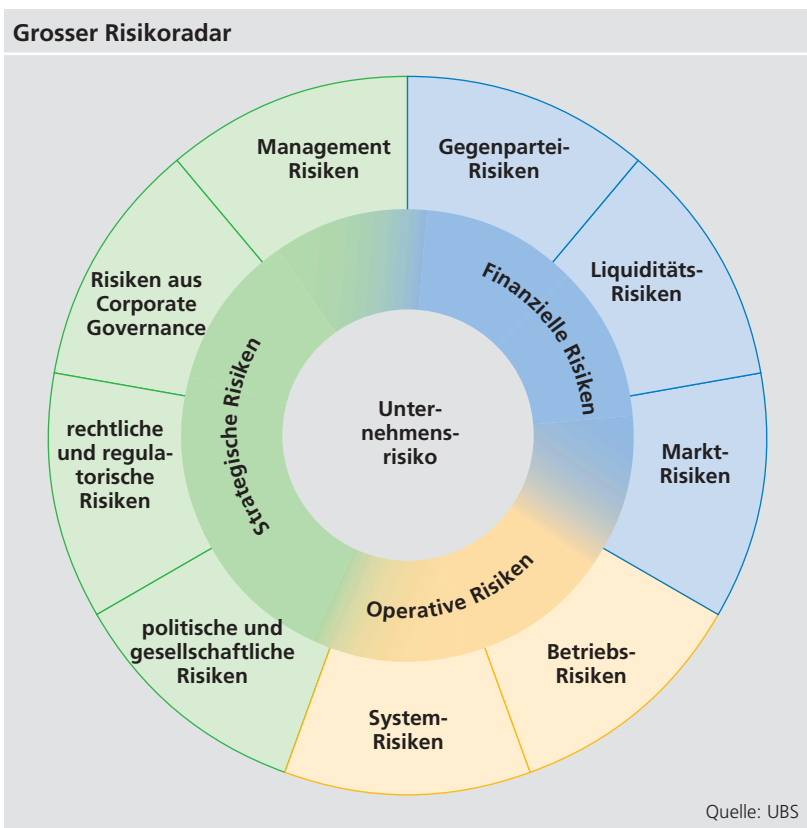 Grosser Risikoradar
Management
Risiken
Gegenpartei-
Risiken
Liquiditäts-
Risiken
Markt-
Risiken
Betriebs-
Risiken
System-
Risiken
politische und
gesellschaftliche
Risiken
rechtliche
und regula-
torische
Risiken
Risiken aus
Corporate
Governance
Finanzielle Risiken
Operative Risiken
Strategische Risiken
Unter-
nehmens-
risiko
Quelle: UBS